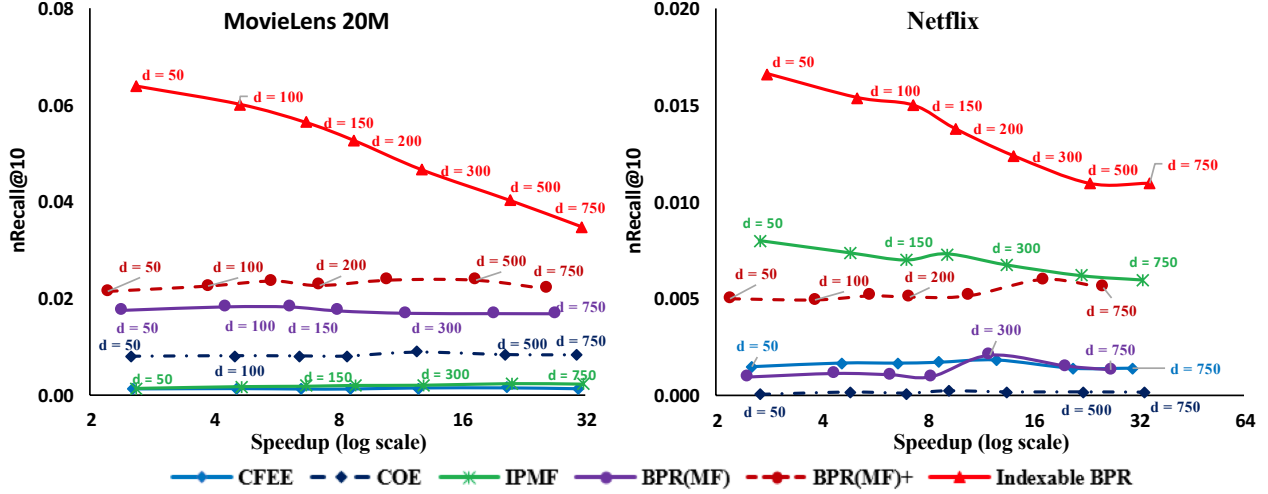 MovieLens 20M
nRecall@10
0.08
0.06
0.04
0.02
0.00
d = 50
d = 100
d = 150
d = 200
d = 300
d = 500
d = 750
d = 50
d = 100
d = 200
d = 500
d = 750
d = 50
d = 100
d = 150
d = 300
d = 750
d = 50
d = 100
d = 500
d = 750
d = 50
d = 150
d = 300
d = 750
2 4 8 16 32
Speedup (log scale)
Netflix
nRecall@10
0.020
0.015
0.010
0.005
0.000
d = 50
d = 100
d = 150
d = 200
d = 300
d = 500
d = 750
d = 50
d = 150
d = 300
d = 750
d = 50
d = 100
d = 200
d = 750
d = 50
d = 300
d = 750
d = 750
d = 50
d = 500
d = 750
2 4 8 16 32 64
Speedup (log scale)
CFEE COE IPMF BPR(MF) BPR(MF)+ Indexable BPR